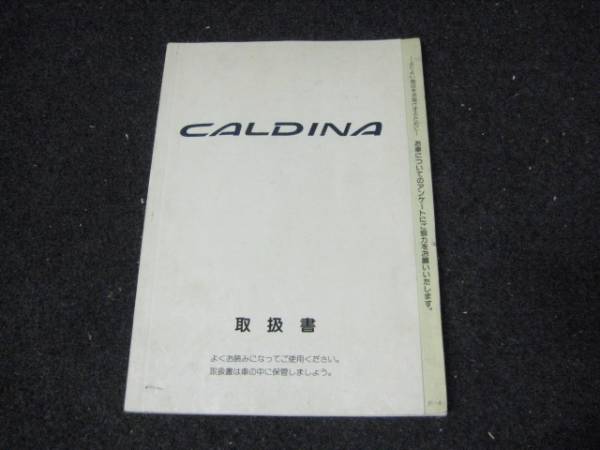 CALDINA
取扱書
よくお読みになってご使用ください。
取扱書は車の中に保管しましょう。
お車についてのアンケートにご協力をお願いいたします。